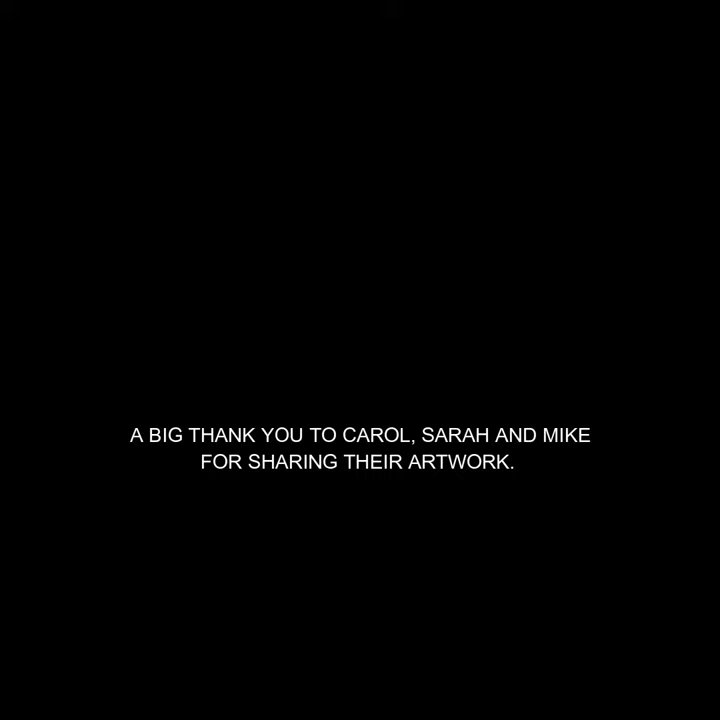 A BIG THANK YOU TO CAROL, SARAH AND MIKE
FOR SHARING THEIR ARTWORK.